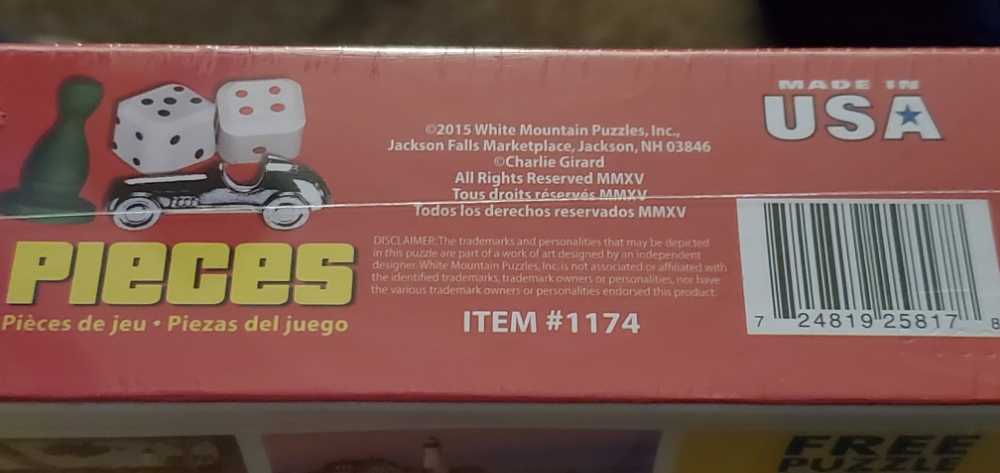 MADE IN
USA
©2015 White Mountain Puzzles, Inc.,
Jackson Falls Marketplace, Jackson, NH 03846
©Charlie Girard
All Rights Reserved MMXV
Tous droits réservés MMXV
Todos los derechos reservados MMXV
PIECES
Pièces de jeu • Piezas del juego
DISCLAIMER: The trademarks and personalities that may be depicted
in this puzzle are part of a work of art designed by an independent
designer. White Mountain Puzzles, Inc. is not associated or affiliated with
the identified trademarks, trademark owners or personalities, nor have
the various trademark owners or personalities endorsed this product.
ITEM #1174
7 24819 25817 8
FREE
PUZZLE